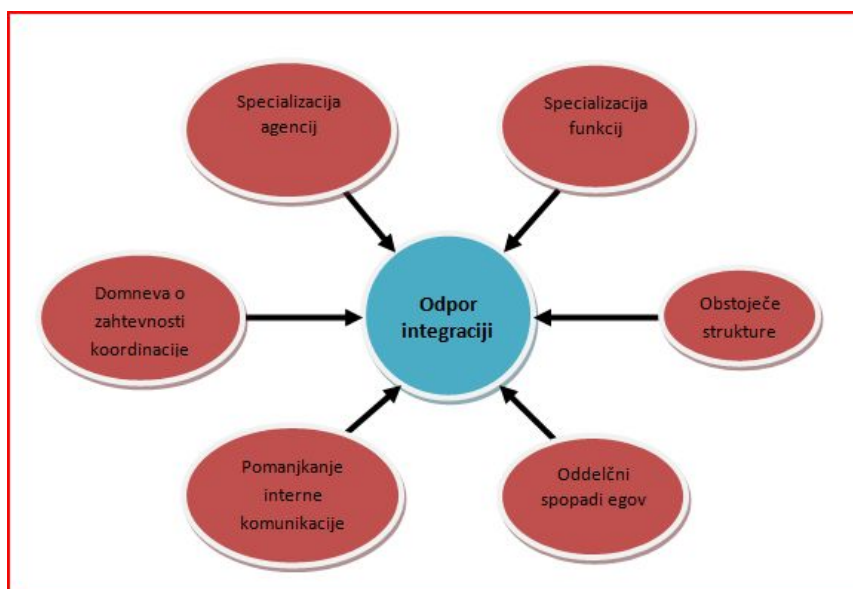 Specializacija
agencij
Specializacija
funkcij
Domneva o
zahtevnosti
koordinacije
Odpor
integraciji
Obstoječe
strukture
Pomanjkanje
interne
komunikacije
Oddelčni
spopadi egov